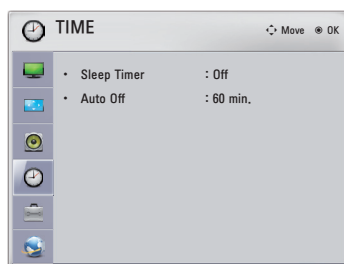 TIME Move OK
• Sleep Timer : Off
• Auto Off : 60 min.